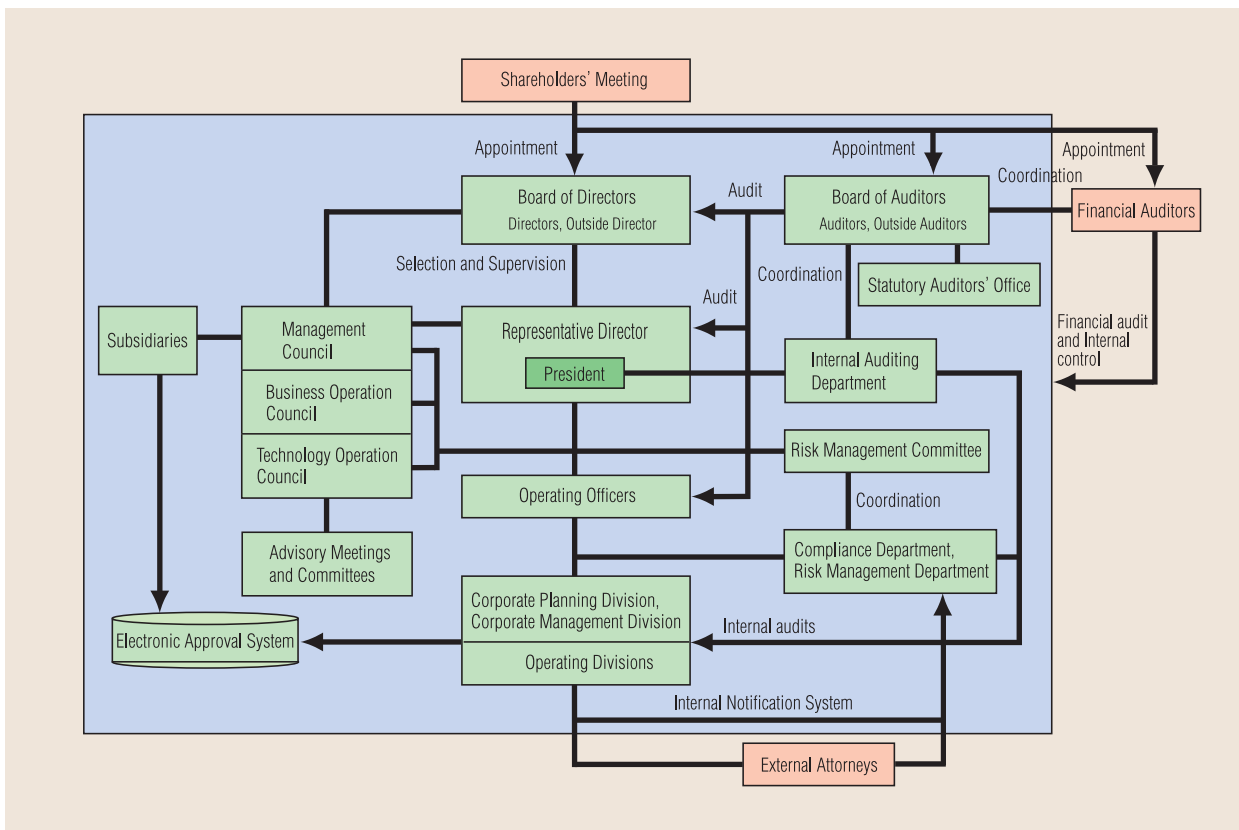 Shareholders' Meeting
Appointment
Appointment
Appointment
Coordination
Board of Directors
Directors, Outside Director
Audit
Board of Auditors
Auditors, Outside Auditors
Financial Auditors
Selection and Supervision
Coordination
Statutory Auditors' Office
Subsidiaries
Management
Council
Representative Director
President
Audit
Internal Auditing
Department
Financial audit
and Internal
control
Business Operation
Council
Technology Operation
Council
Risk Management Committee
Operating Officers
Coordination
Advisory Meetings
and Committees
Compliance Department,
Risk Management Department
Corporate Planning Division,
Corporate Management Division
Internal audits
Electronic Approval System
Operating Divisions
Internal Notification System
External Attorneys